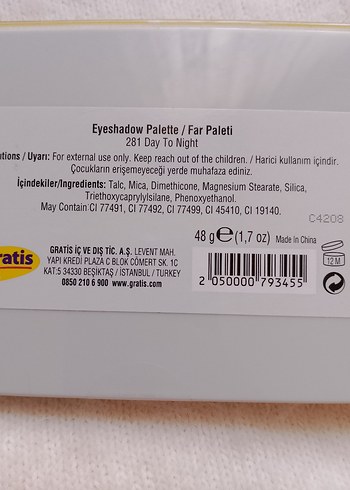 Eyeshadow Palette / Far Paleti
281 Day To Night
/ Uyarı: For external use only. Keep reach out of the children. / Harici kullanım içindir.
Çocukların erişemeyeceği yerde muhafaza ediniz.
İçindekiler/Ingredients: Talc, Mica, Dimethicone, Magnesium Stearate, Silica,
Triethoxycaprylylsilane, Phenoxyethanol.
May Contain CI 77491, CI 77492, CI 77499, CI 45410, CI 19140.
C4208
48 g℮(1,7 oz) Made In China
ratis
GRATİS İÇ VE DIŞ TİC. A.Ş. LEVENT MAH.
YAPI KREDİ PLAZA C BLOK CÖMERT SK. 1C
KAT:5 34330 BEŞİKTAŞ / İSTANBUL / TURKEY
0850 210 6 900 www.gratis.com
2 050000 793455
12 M